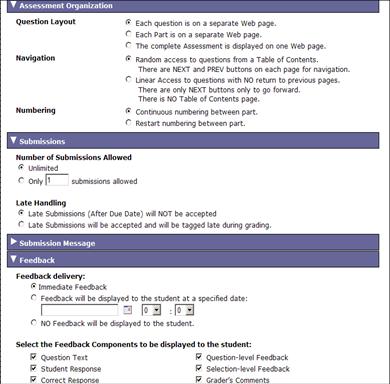 Assessment Organization
Question Layout
Each question is on a separate Web page.
Each Part is on a separate Web page.
The complete Assessment is displayed on one Web page.
Navigation
Random access to questions from a Table of Contents.
There are NEXT and PREV buttons on each page for navigation.
Linear Access to questions with NO return to previous pages.
There are only NEXT buttons only to go forward.
There is NO Table of Contents page.
Numbering
Continuous numbering between part.
Restart numbering between part.
Submissions
Number of Submissions Allowed
Unlimited
Only 1 submissions allowed
Late Handling
Late Submissions (After Due Date) will NOT be accepted
Late Submissions will be accepted and will be tagged late during grading.
Submission Message
Feedback
Feedback delivery:
Immediate Feedback
Feedback will be displayed to the student at a specified date:
0 : 0
NO Feedback will be displayed to the student.
Select the Feedback Components to be displayed to the student:
Question Text Question-level Feedback
Student Response Selection-level Feedback
Correct Response Grader's Comments